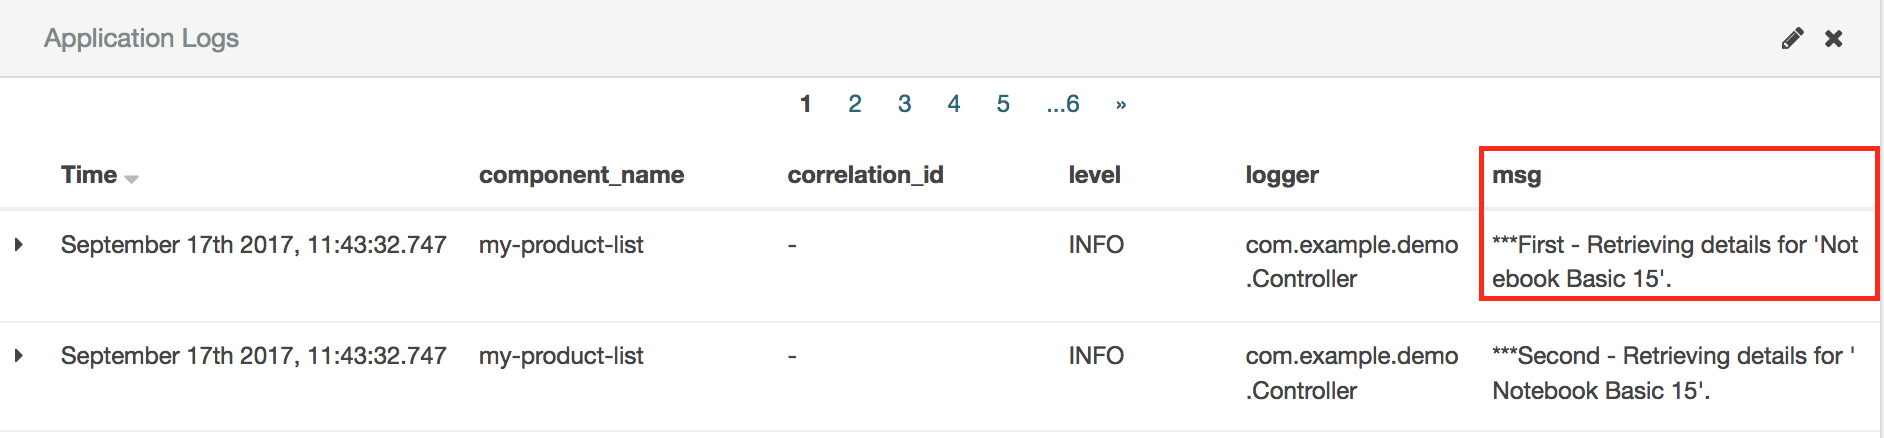 Application Logs
1 2 3 4 5 ...6 »
Time component_name correlation_id level logger msg
September 17th 2017, 11:43:32.747 my-product-list - INFO com.example.demo ***First - Retrieving details for 'Not
.Controller ebook Basic 15'.
September 17th 2017, 11:43:32.747 my-product-list - INFO com.example.demo ***Second - Retrieving details for '
.Controller Notebook Basic 15'.